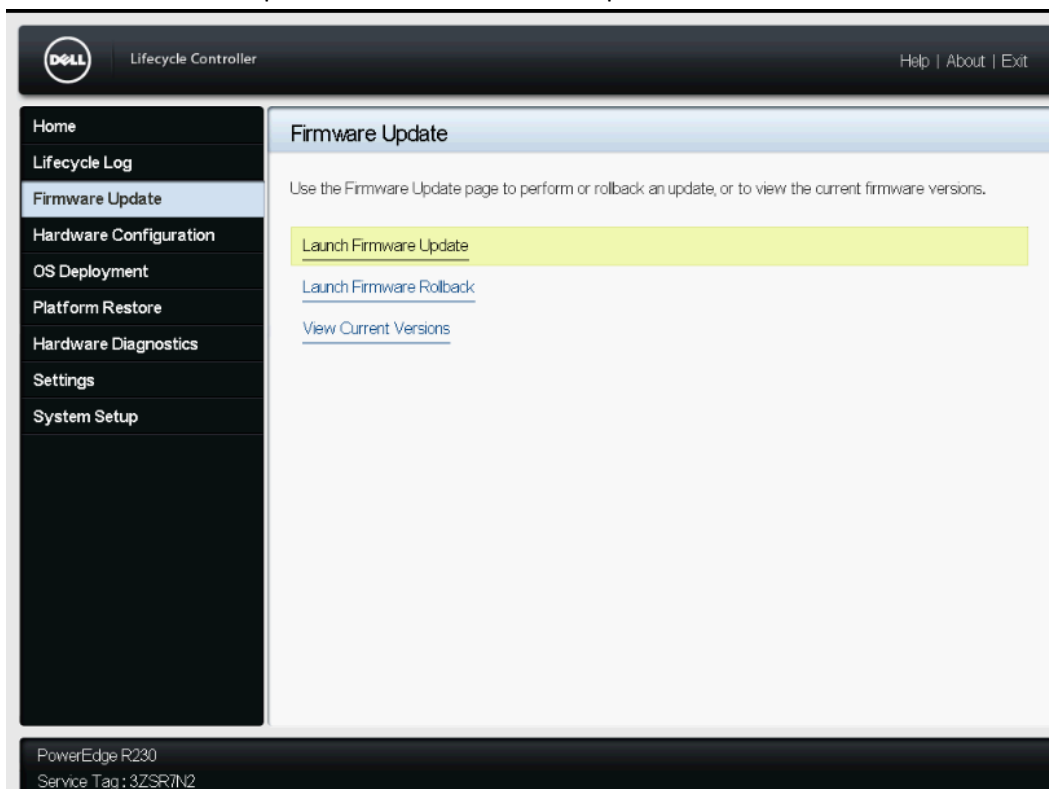 DELL
Lifecycle Controller
Help | About | Exit
Home
Lifecycle Log
Firmware Update
Hardware Configuration
OS Deployment
Platform Restore
Hardware Diagnostics
Settings
System Setup
Firmware Update
Use the Firmware Update page to perform or rollback an update, or to view the current firmware versions.
Launch Firmware Update
Launch Firmware Rollback
View Current Versions
PowerEdge R230
Service Tag : 3ZSR7N2